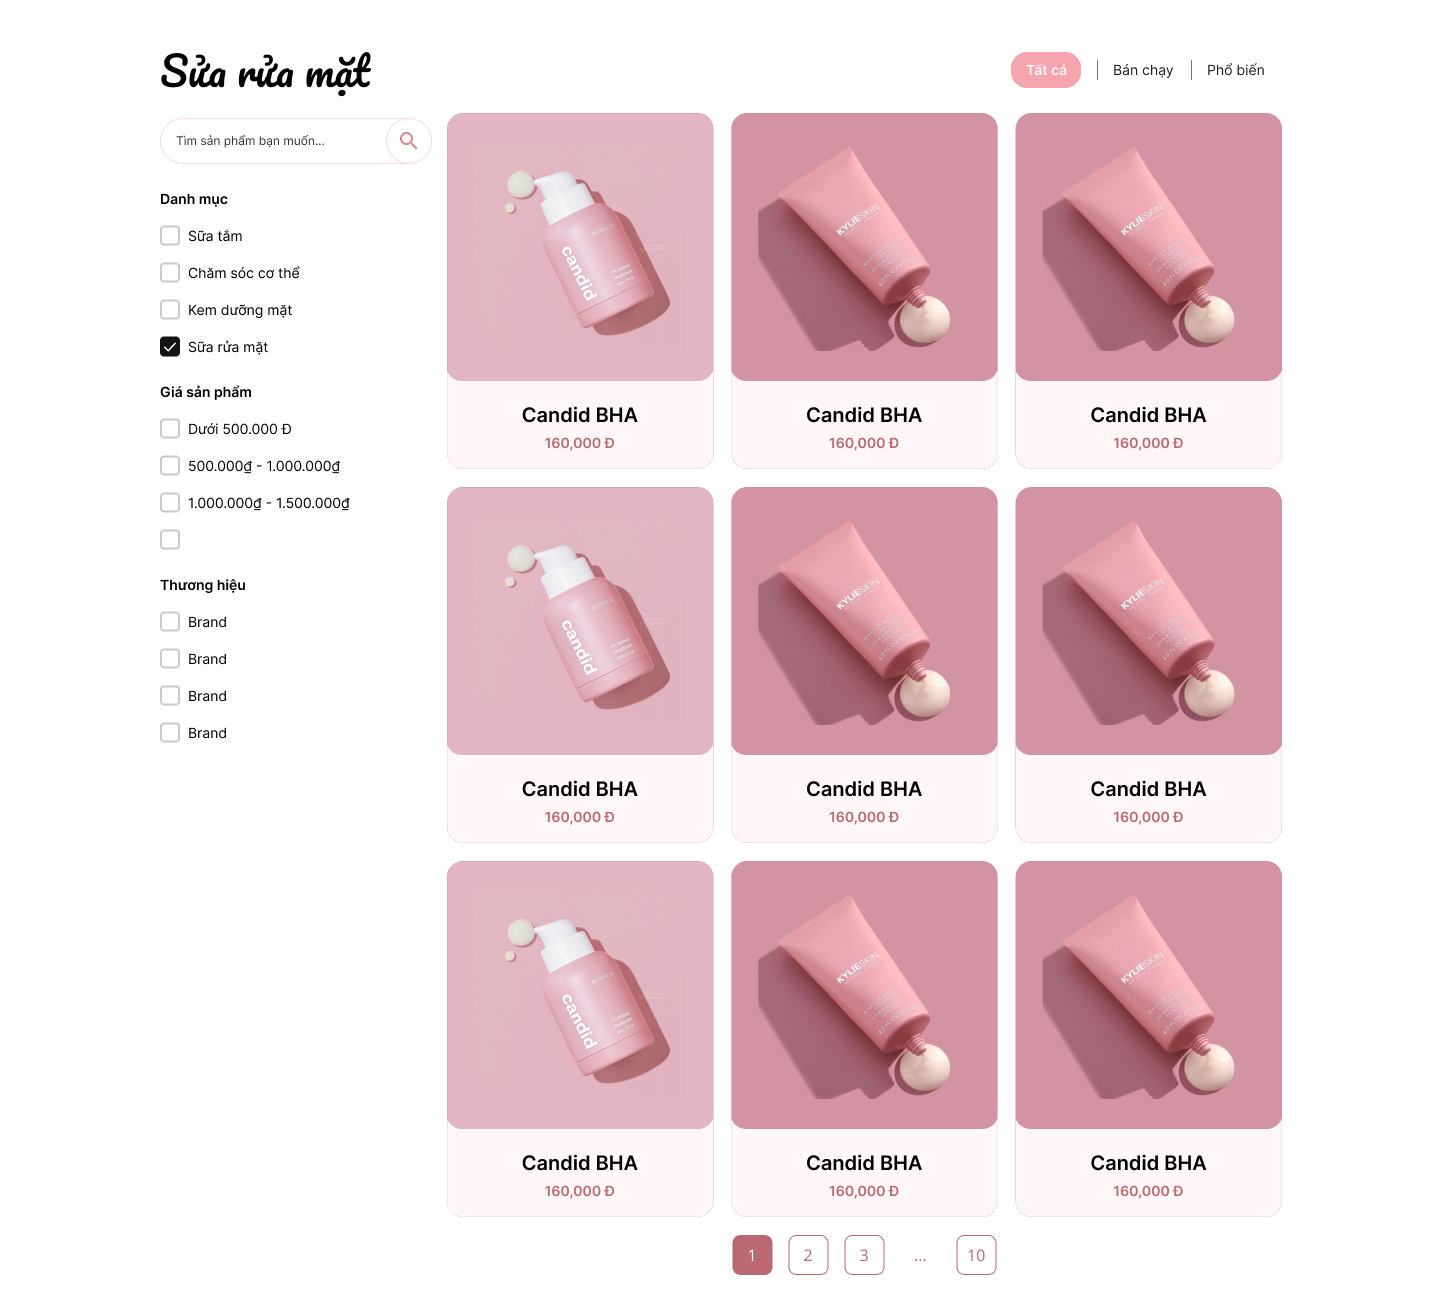 Sửa rửa mặt
Tất cả
Bán chạy
Phổ biến
Tìm sản phẩm bạn muốn...
Danh mục
Sữa tắm
Chăm sóc cơ thể
Kem dưỡng mặt
Sữa rửa mặt
Giá sản phẩm
Dưới 500.000 Đ
500.000₫ - 1.000.000₫
1.000.000₫ - 1.500.000₫
Thương hiệu
Brand
Brand
Brand
Brand
candid
KYLIESKIN
KYLIESKIN
Candid BHA
160,000 Đ
Candid BHA
160,000 Đ
Candid BHA
160,000 Đ
candid
KYLIESKIN
KYLIESKIN
Candid BHA
160,000 Đ
Candid BHA
160,000 Đ
Candid BHA
160,000 Đ
candid
KYLIESKIN
KYLIESKIN
Candid BHA
160,000 Đ
Candid BHA
160,000 Đ
Candid BHA
160,000 Đ
1 2 3 ... 10